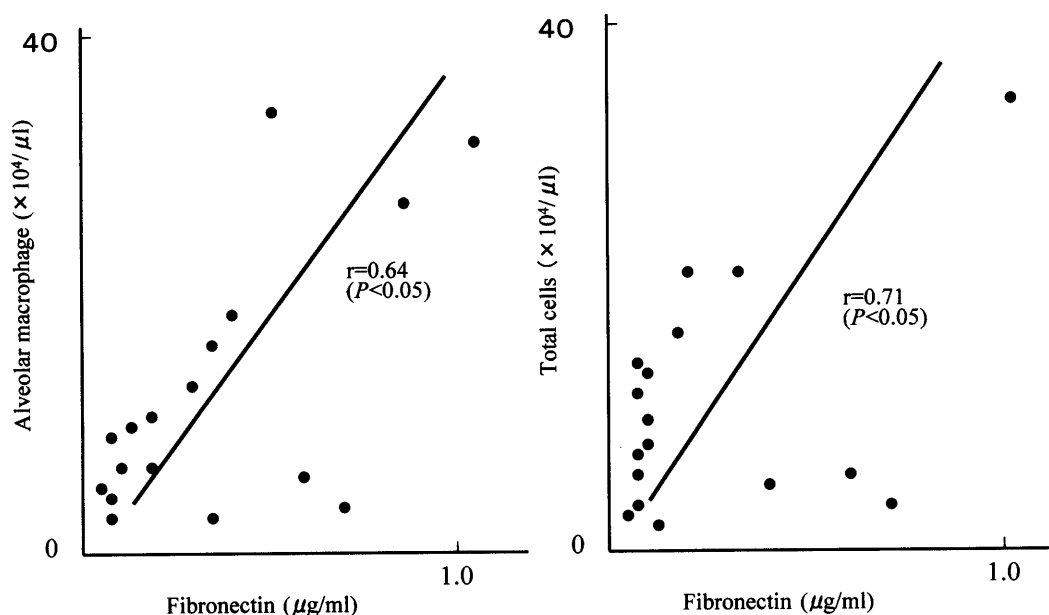 40
Alveolar macrophage (×10⁴/μl)
r=0.64
(P<0.05)
0
1.0
Fibronectin (μg/ml)
40
Total cells (×10⁴/μl)
r=0.71
(P<0.05)
0
1.0
Fibronectin (μg/ml)